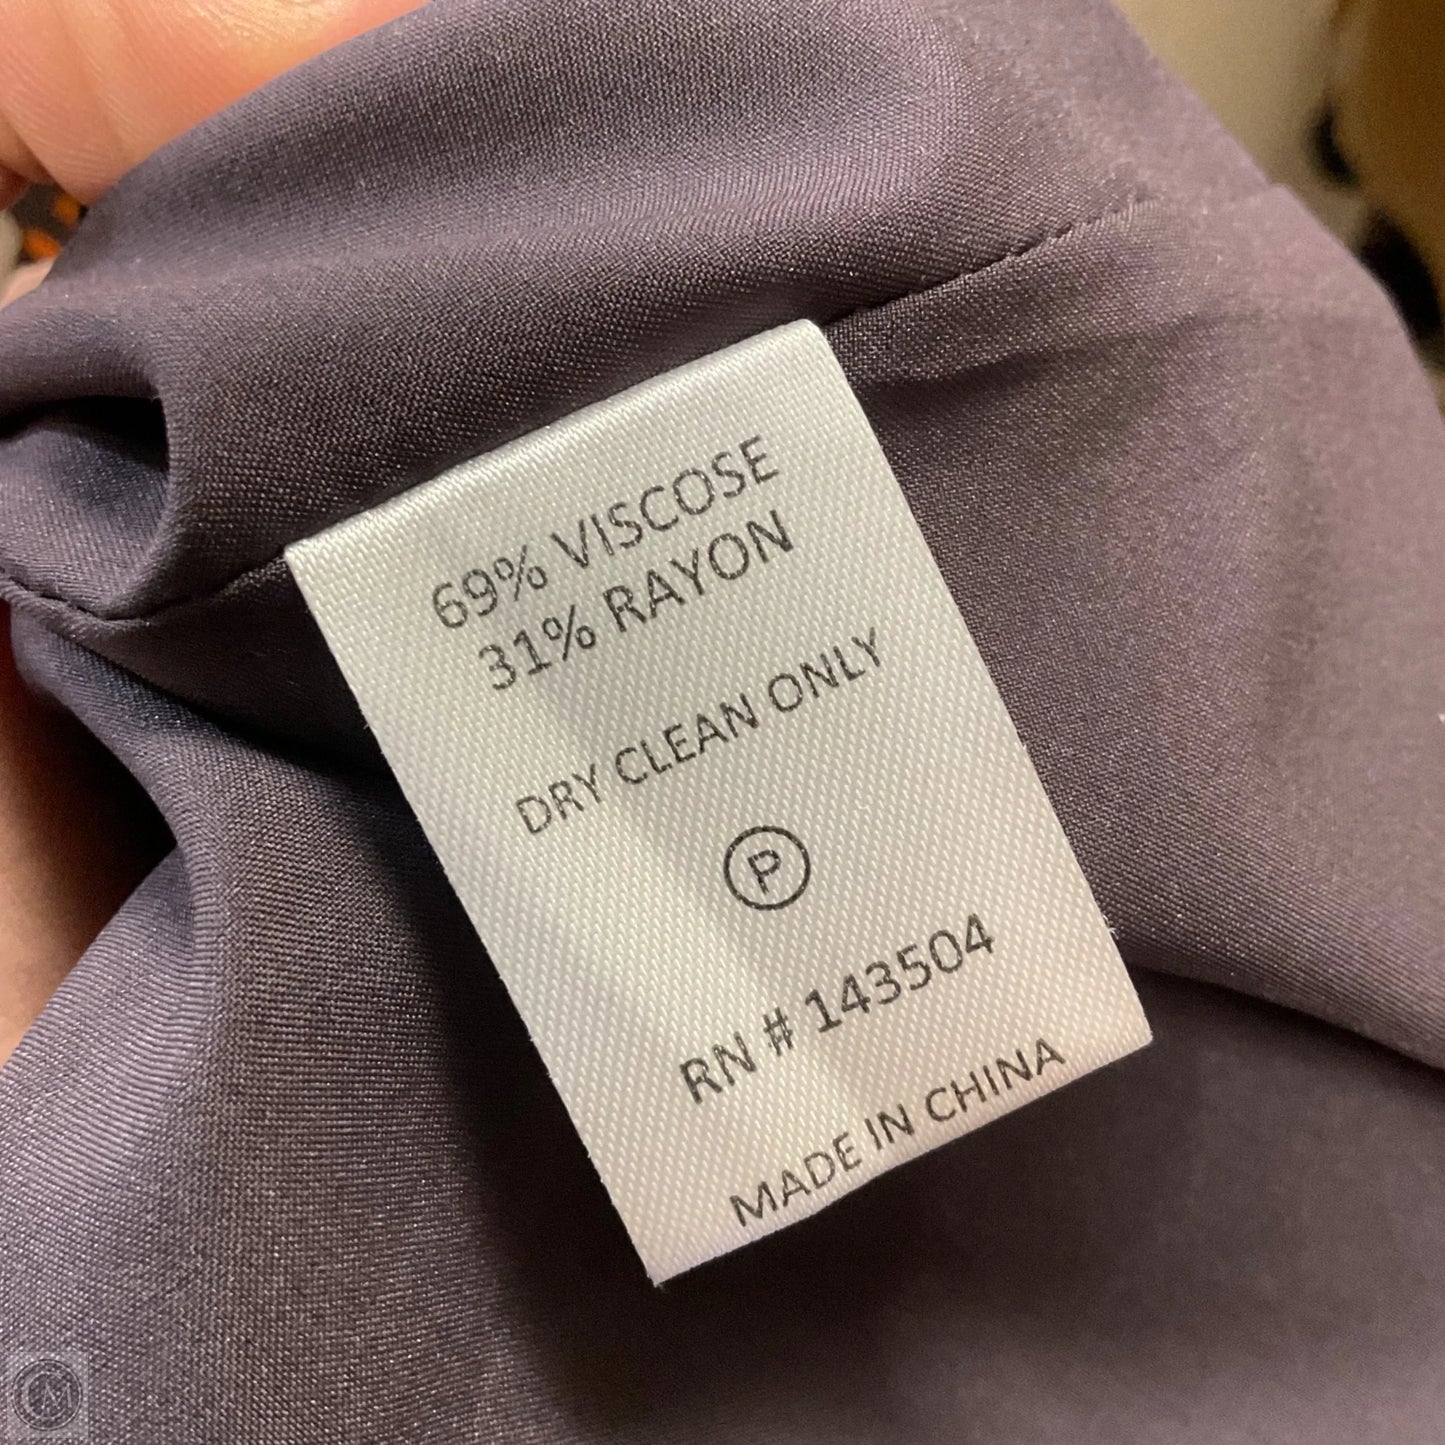 69% VISCOSE
31% RAYON
DRY CLEAN ONLY
P
RN # 143504
MADE IN CHINA